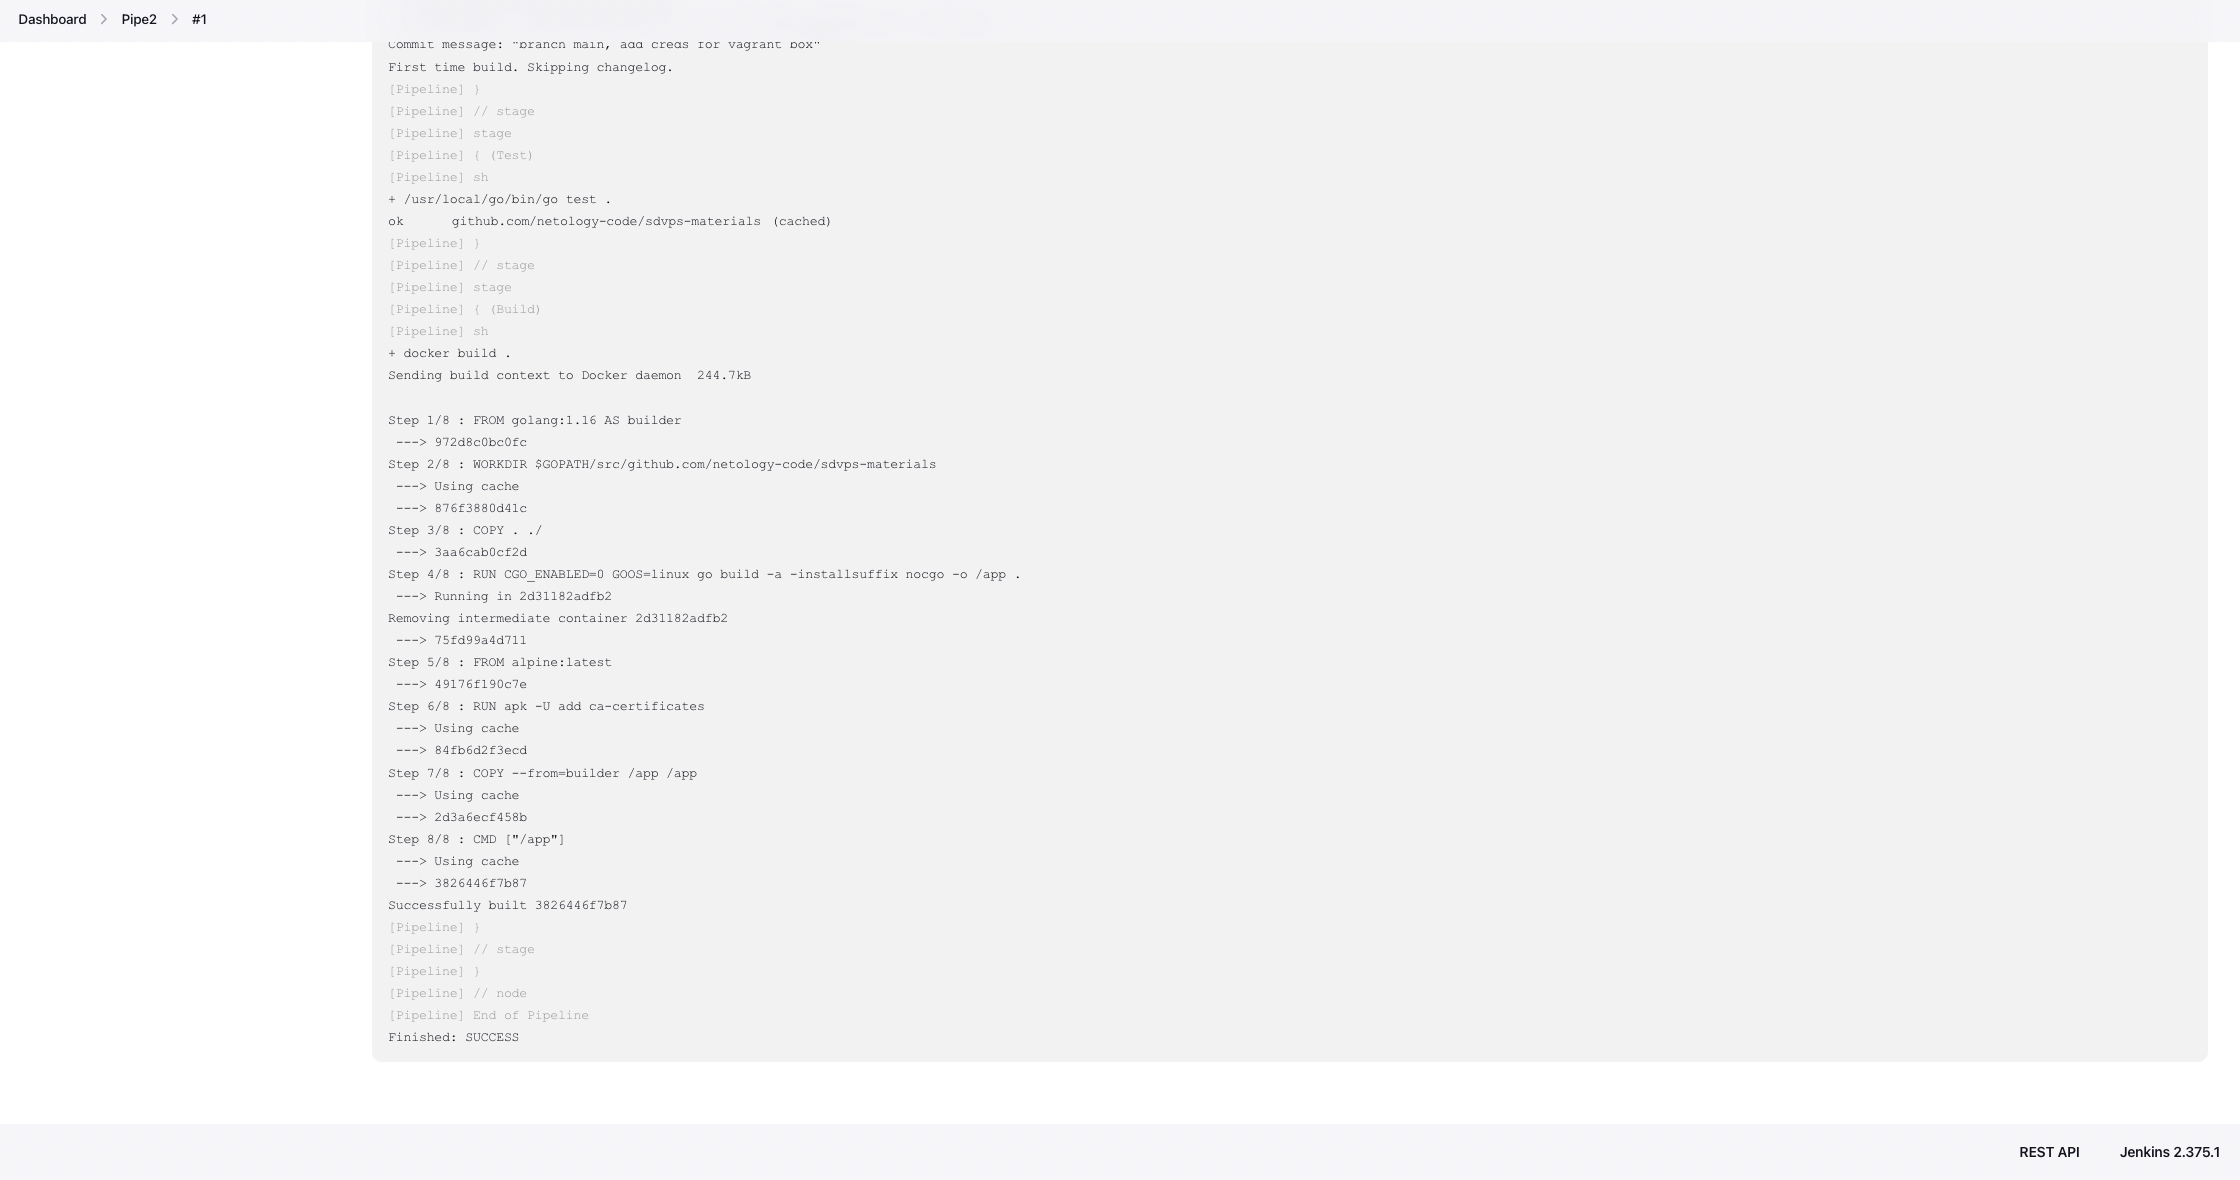 Dashboard > Pipe2 > #1
Commit message: "branch main, add creds for vagrant box"
First time build. Skipping changelog.
[Pipeline] }
[Pipeline] // stage
[Pipeline] stage
[Pipeline] { (Test)
[Pipeline] sh
+ /usr/local/go/bin/go test .
ok github.com/netology-code/sdvps-materials (cached)
[Pipeline] }
[Pipeline] // stage
[Pipeline] stage
[Pipeline] { (Build)
[Pipeline] sh
+ docker build .
Sending build context to Docker daemon  244.7kB
Step 1/8 : FROM golang:1.16 AS builder
 ---> 972d8c0bc0fc
Step 2/8 : WORKDIR $GOPATH/src/github.com/netology-code/sdvps-materials
 ---> Using cache
 ---> 876f3880d41c
Step 3/8 : COPY . ./
 ---> 3aa6cab0cf2d
Step 4/8 : RUN CGO_ENABLED=0 GOOS=linux go build -a -installsuffix nocgo -o /app .
 ---> Running in 2d31182adfb2
Removing intermediate container 2d31182adfb2
 ---> 75fd99a4d711
Step 5/8 : FROM alpine:latest
 ---> 49176f190c7e
Step 6/8 : RUN apk -U add ca-certificates
 ---> Using cache
 ---> 84fb6d2f3ecd
Step 7/8 : COPY --from=builder /app /app
 ---> Using cache
 ---> 2d3a6ecf458b
Step 8/8 : CMD ["/app"]
 ---> Using cache
 ---> 3826446f7b87
Successfully built 3826446f7b87
[Pipeline] }
[Pipeline] // stage
[Pipeline] }
[Pipeline] // node
[Pipeline] End of Pipeline
Finished: SUCCESS
REST API Jenkins 2.375.1